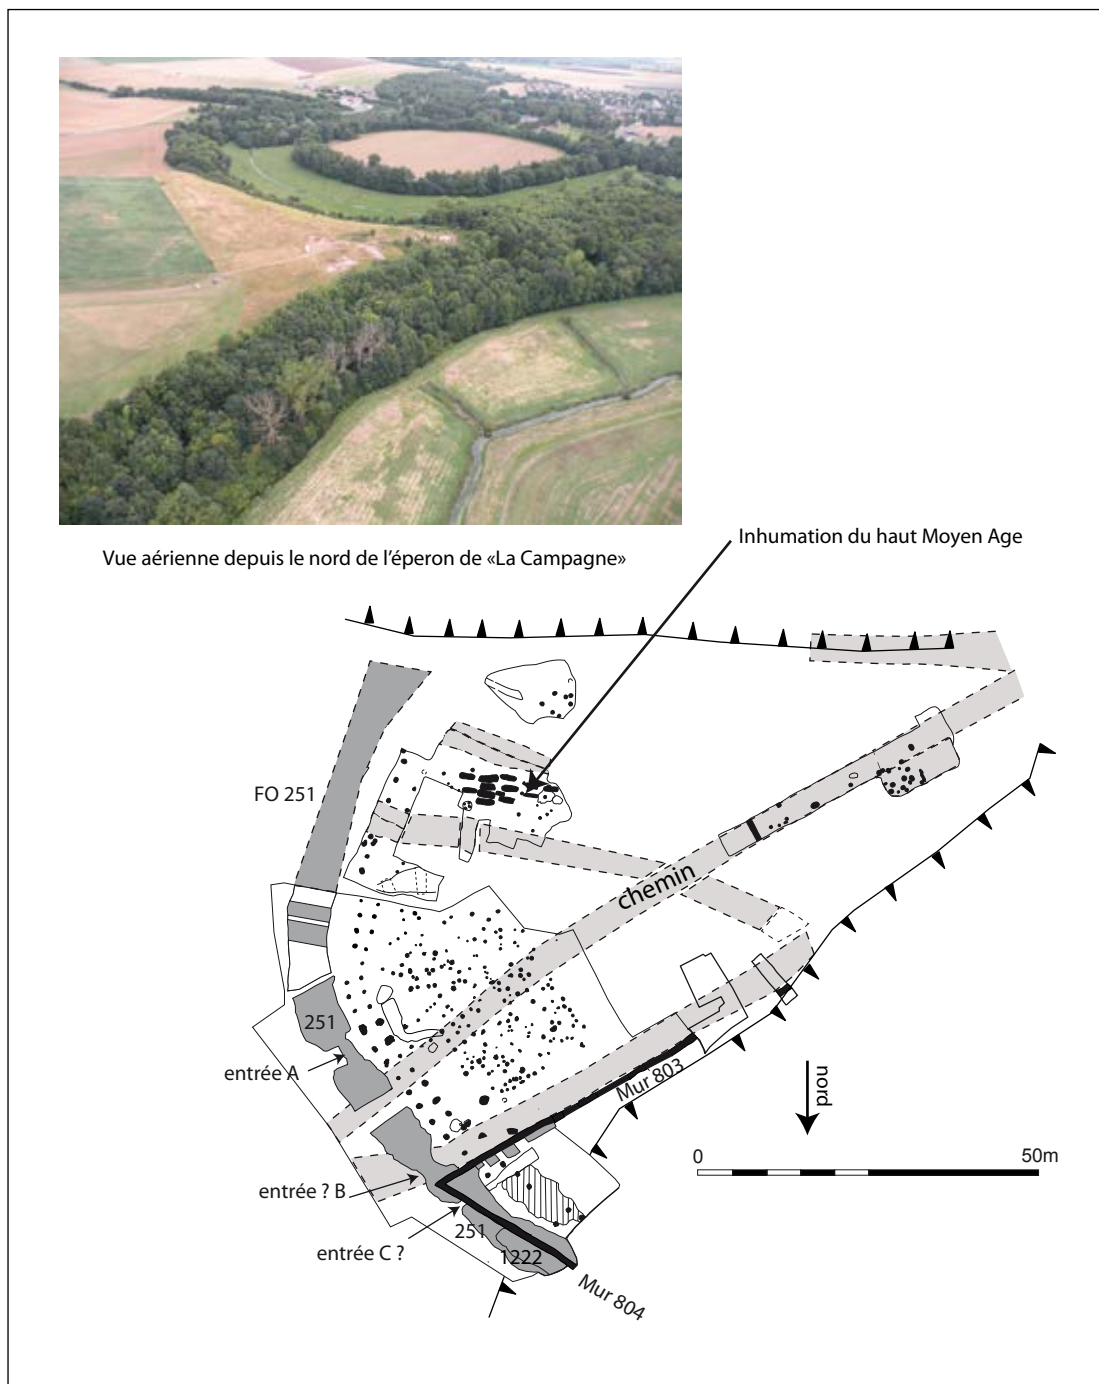 Vue aérienne depuis le nord de l’éperon de «La Campagne»
Inhumation du haut Moyen Age
FO 251
chemin
251
entrée A
Mur 803
nord
0
50m
entrée ? B
251
entrée C ?
1222
Mur 804